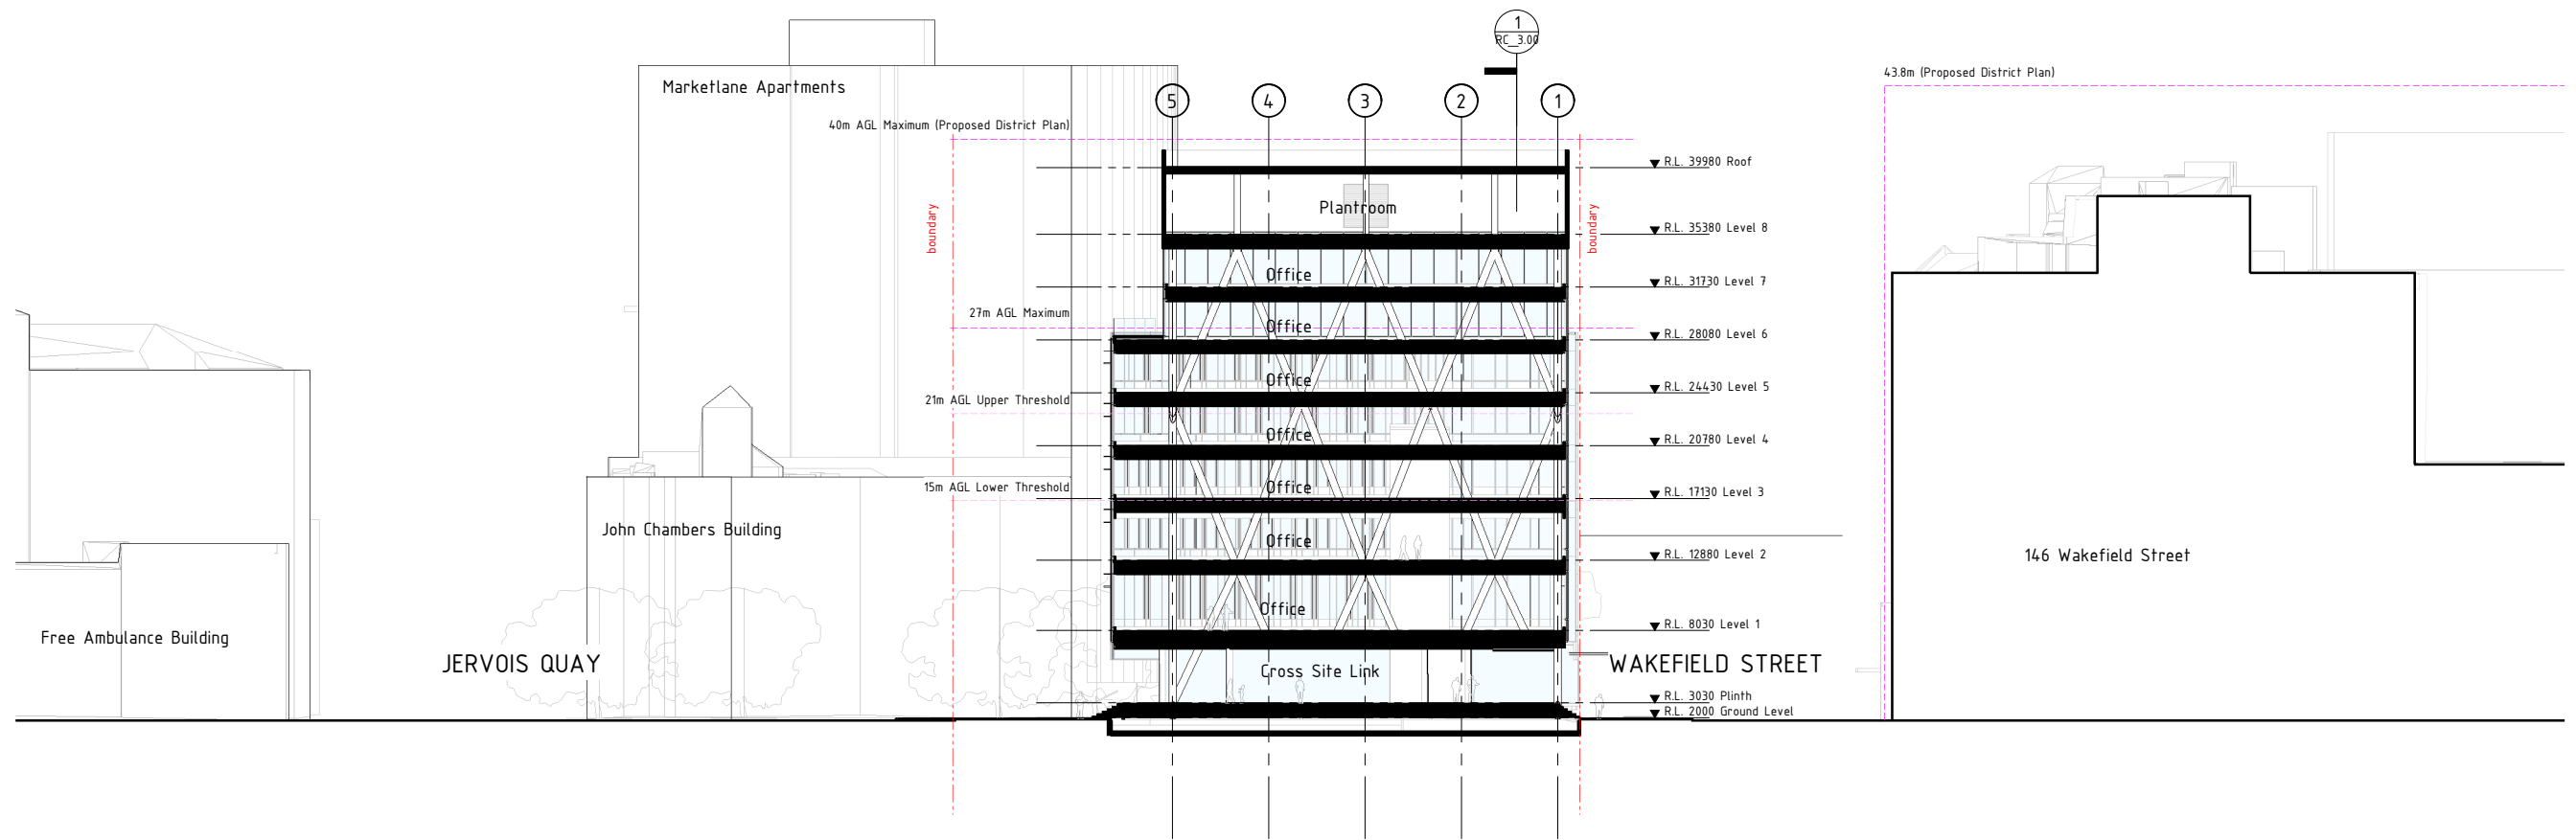 1
RC_3.00
43.8m (Proposed District Plan)
Marketlane Apartments
5
4
3
2
1
40m AGL Maximum (Proposed District Plan)
R.L. 39980 Roof
Plantroom
boundary
boundary
R.L. 35380 Level 8
Office
R.L. 31730 Level 7
27m AGL Maximum
Office
R.L. 28080 Level 6
Office
R.L. 24430 Level 5
21m AGL Upper Threshold
Office
R.L. 20780 Level 4
15m AGL Lower Threshold
Office
R.L. 17130 Level 3
John Chambers Building
Office
R.L. 12880 Level 2
146 Wakefield Street
Office
R.L. 8030 Level 1
Free Ambulance Building
JERVOIS QUAY
Cross Site Link
WAKEFIELD STREET
R.L. 3030 Plinth
R.L. 2000 Ground Level